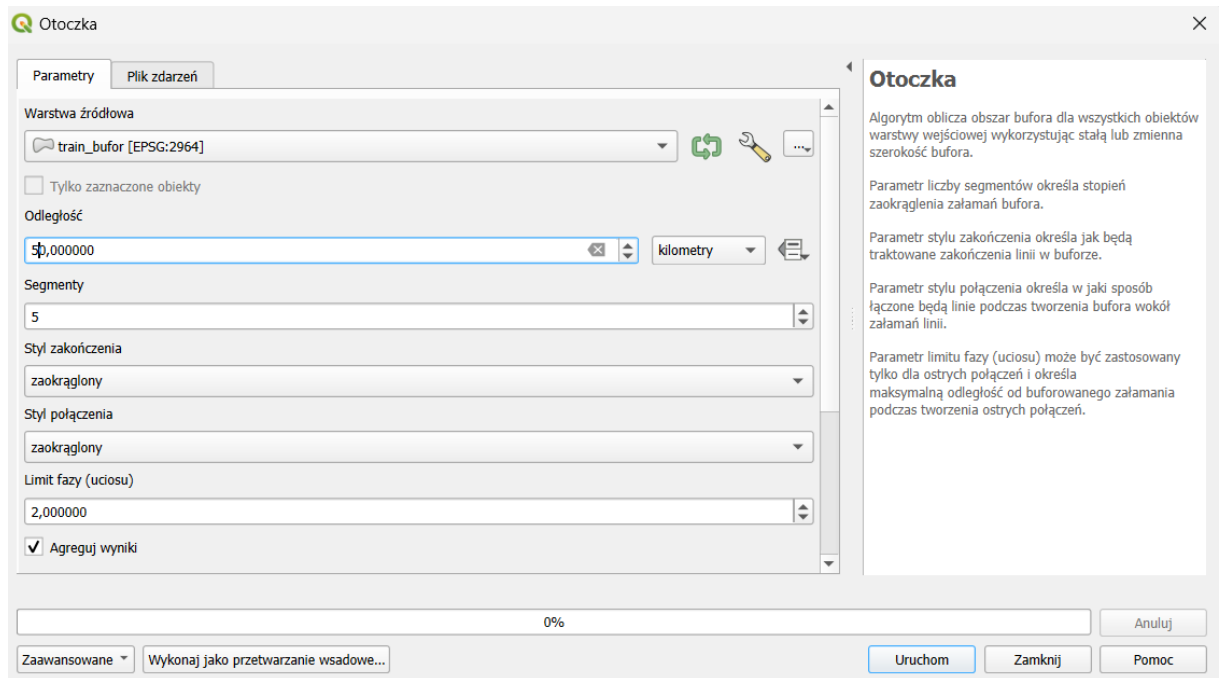 Otoczka
Parametry
Plik zdarzeń
Warstwa źródłowa
train_bufor [EPSG:2964]
...
Tylko zaznaczone obiekty
Odległość
50,000000
kilometry
Segmenty
5
Styl zakończenia
zaokrąglony
Styl połączenia
zaokrąglony
Limit fazy (uciosu)
2,000000
Agreguj wyniki
Otoczka
Algorytm oblicza obszar bufora dla wszystkich obiektów
warstwy wejściowej wykorzystując stałą lub zmienna
szerokość bufora.
Parametr liczby segmentów określa stopień
zaokrąglenia załamań bufora.
Parametr stylu zakończenia określa jak będą
traktowane zakończenia linii w buforze.
Parametr stylu połączenia określa w jaki sposób
łączone będą linie podczas tworzenia bufora wokół
załamań linii.
Parametr limitu fazy (uciosu) może być zastosowany
tylko dla ostrych połączeń i określa
maksymalną odległość od buforowanego załamania
podczas tworzenia ostrych połączeń.
0%
Anuluj
Zaawansowane
Wykonaj jako przetwarzanie wsadowe...
Uruchom
Zamknij
Pomoc